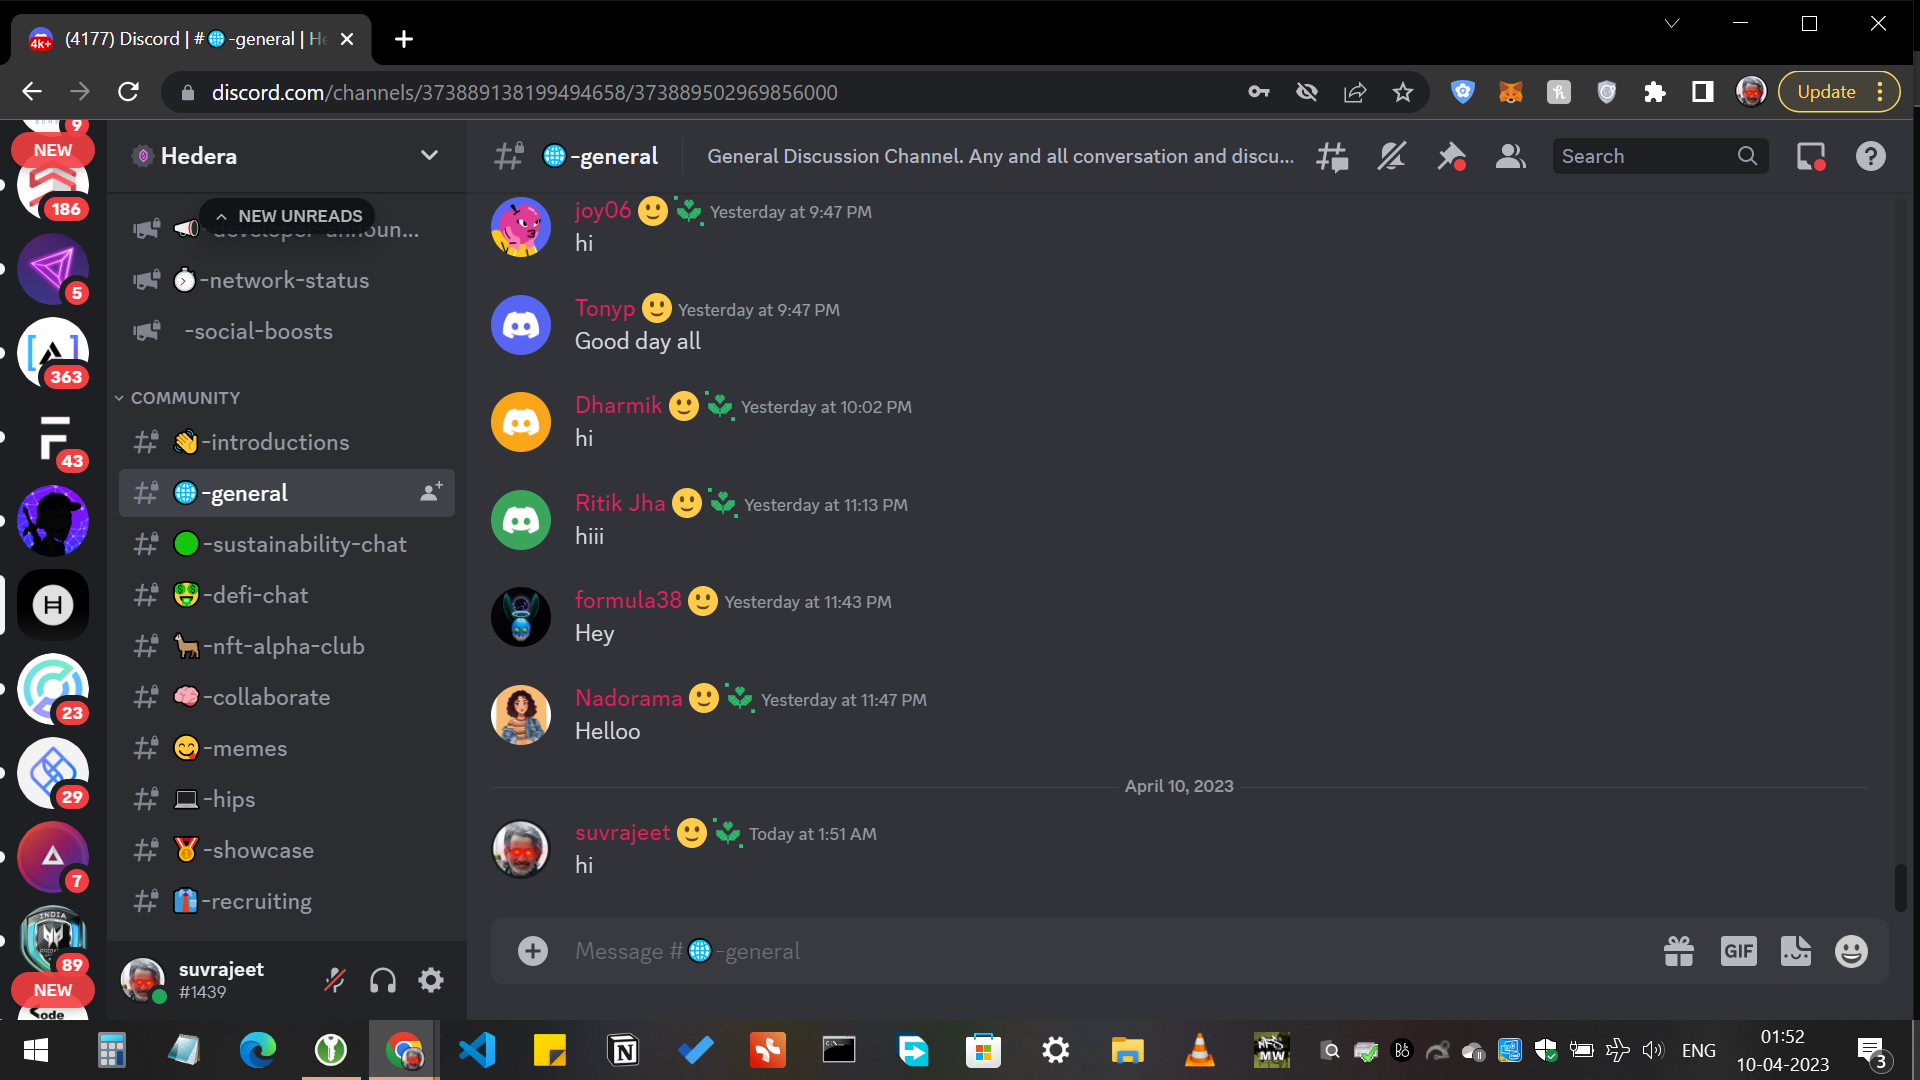 4k+
(4177) Discord | #🌐-general | He
discord.com/channels/373889138199494658/373889502969856000
Update
9
NEW
186
5
363
43
23
29
7
INDIA
89
NEW
Hedera
NEW UNREADS
-developer-announ...
-network-status
-social-boosts
COMMUNITY
-introductions
-general
-sustainability-chat
-defi-chat
-nft-alpha-club
-collaborate
-memes
-hips
-showcase
-recruiting
suvrajeet
#1439
-general
General Discussion Channel. Any and all conversation and discu...
Search
joy06 Yesterday at 9:47 PM
hi
Tonyp Yesterday at 9:47 PM
Good day all
Dharmik Yesterday at 10:02 PM
hi
Ritik Jha Yesterday at 11:13 PM
hiii
formula38 Yesterday at 11:43 PM
Hey
Nadorama Yesterday at 11:47 PM
Helloo
April 10, 2023
suvrajeet Today at 1:51 AM
hi
Message #🌐-general
GIF
MW
ENG
01:52
10-04-2023
3